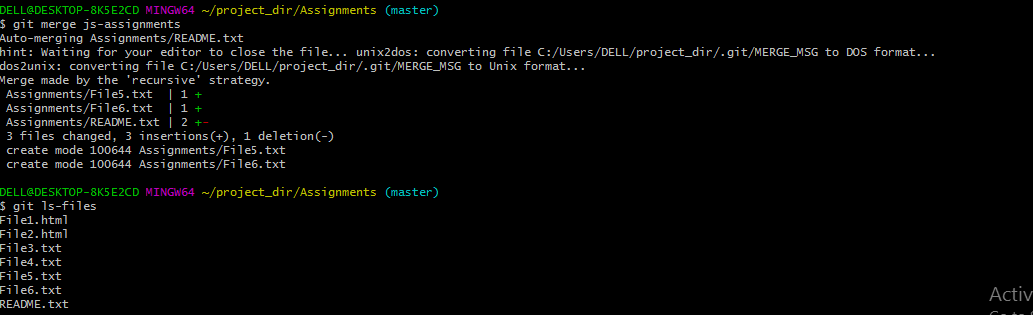 DELL@DESKTOP-8K5E2CD MINGW64 ~/project_dir/Assignments (master)
$ git merge js-assignments
Auto-merging Assignments/README.txt
hint: Waiting for your editor to close the file... unix2dos: converting file C:/Users/DELL/project_dir/.git/MERGE_MSG to DOS format...
dos2unix: converting file C:/Users/DELL/project_dir/.git/MERGE_MSG to Unix format...
Merge made by the 'recursive' strategy.
 Assignments/File5.txt  | 1 +
 Assignments/File6.txt  | 1 +
 Assignments/README.txt | 2 +-
 3 files changed, 3 insertions(+), 1 deletion(-)
 create mode 100644 Assignments/File5.txt
 create mode 100644 Assignments/File6.txt
DELL@DESKTOP-8K5E2CD MINGW64 ~/project_dir/Assignments (master)
$ git ls-files
File1.html
File2.html
File3.txt
File4.txt
File5.txt
File6.txt
README.txt
Activ